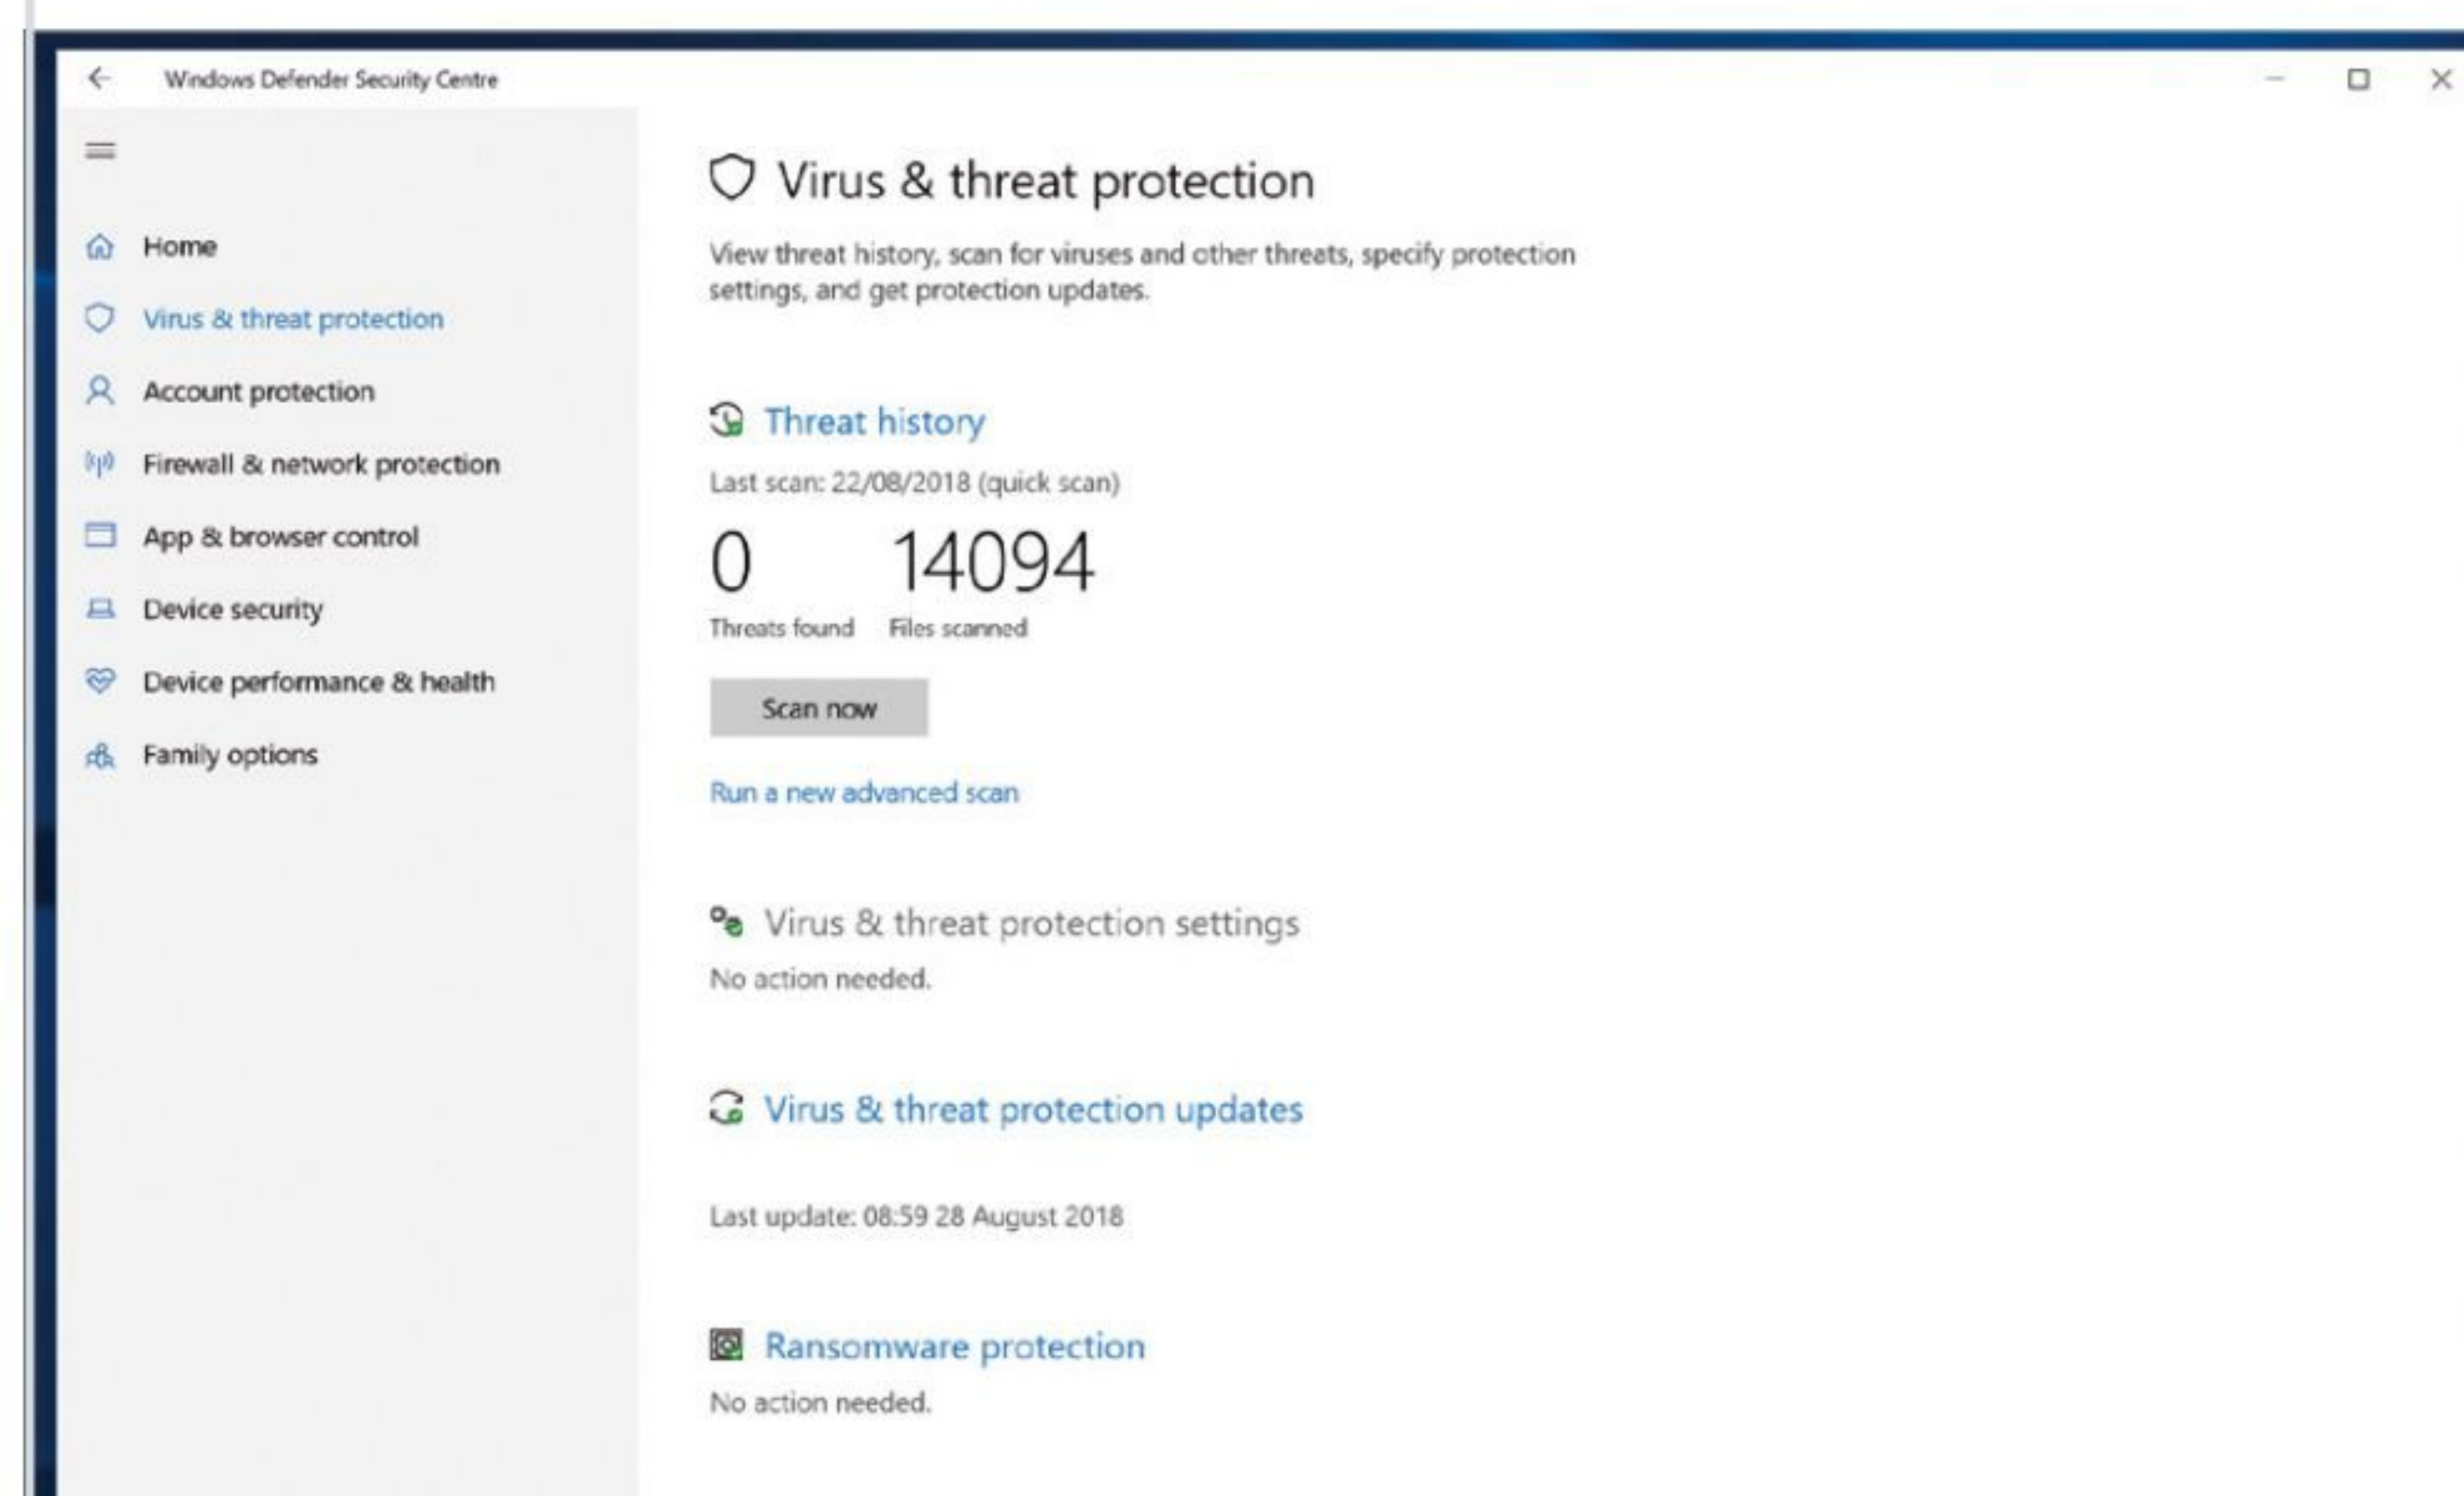 Windows Defender Security Centre
Home
Virus & threat protection
Account protection
Firewall & network protection
App & browser control
Device security
Device performance & health
Family options
Virus & threat protection
View threat history, scan for viruses and other threats, specify protection
settings, and get protection updates.
Threat history
Last scan: 22/08/2018 (quick scan)
0 14094
Threats found Files scanned
Scan now
Run a new advanced scan
Virus & threat protection settings
No action needed.
Virus & threat protection updates
Last update: 08:59 28 August 2018
Ransomware protection
No action needed.